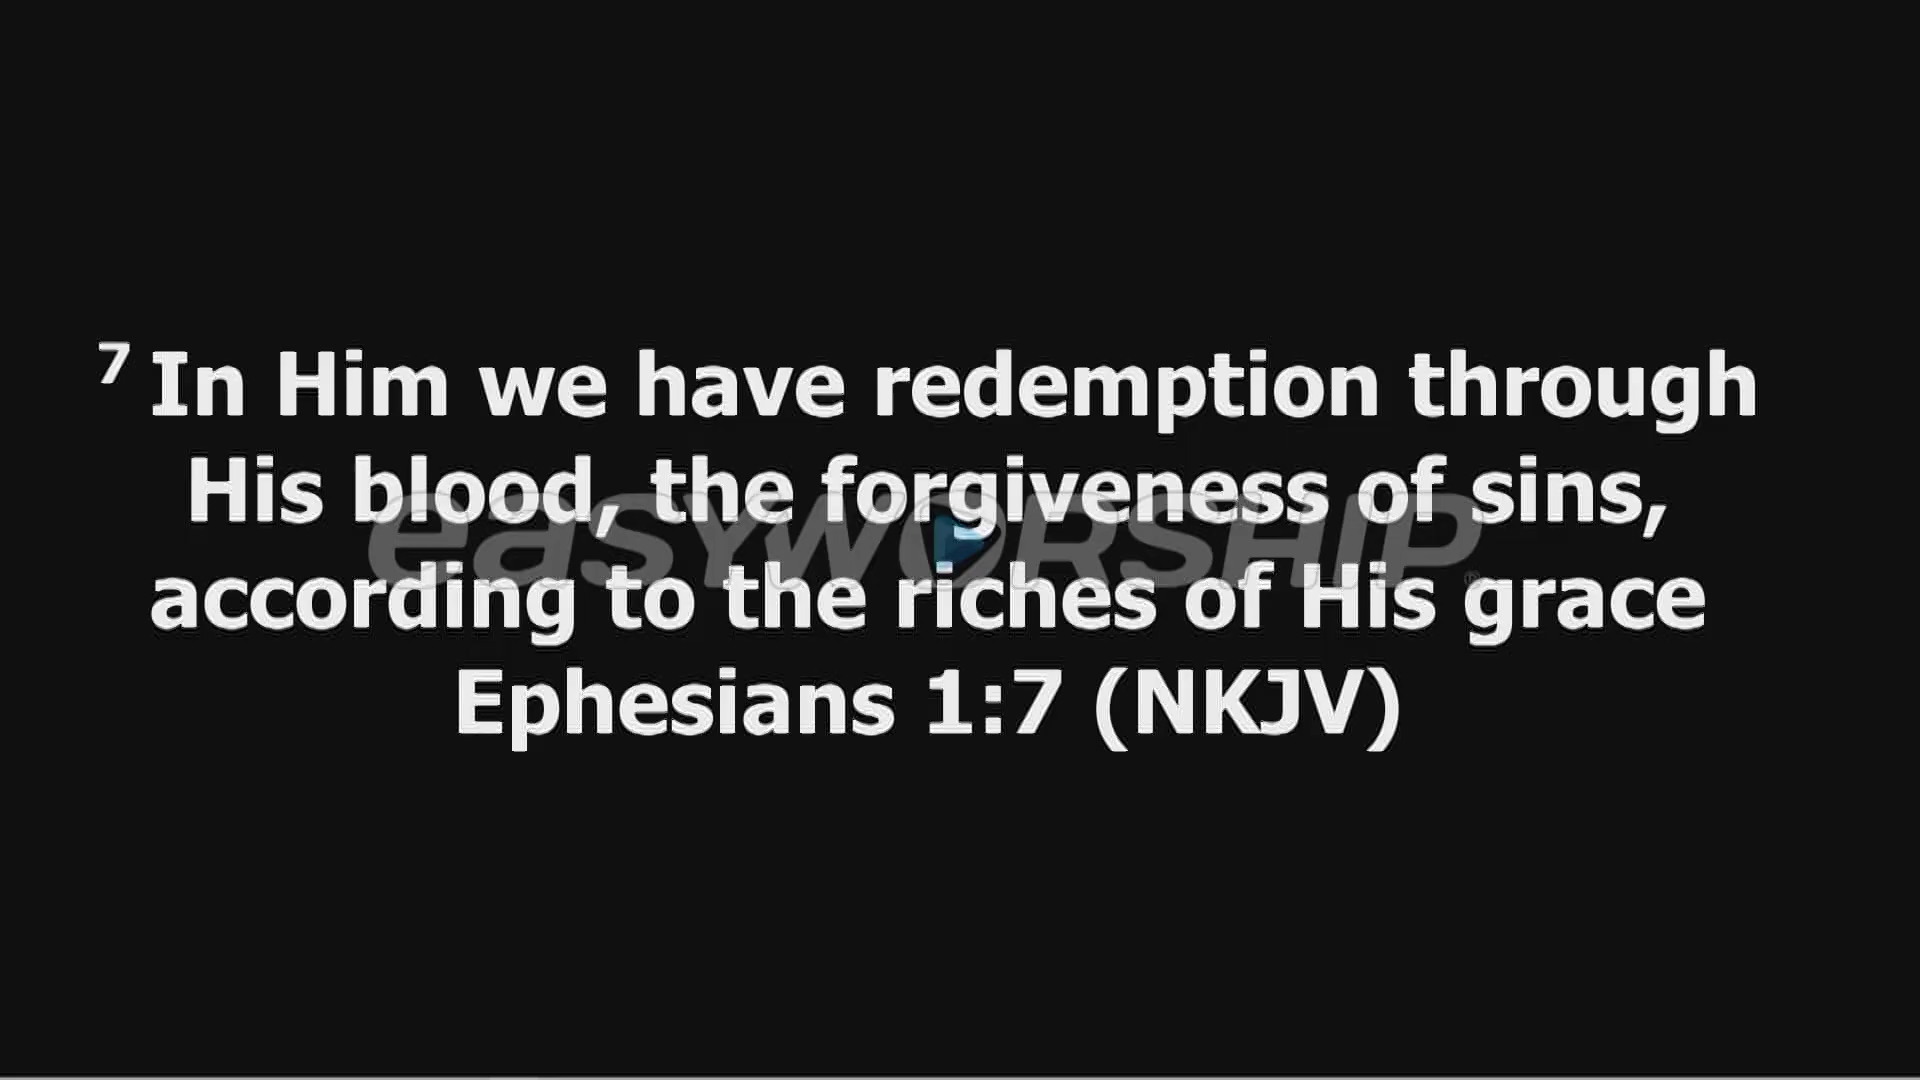 7 In Him we have redemption through
His blood, the forgiveness of sins,
easyWORSHIP®
according to the riches of His grace
Ephesians 1:7 (NKJV)